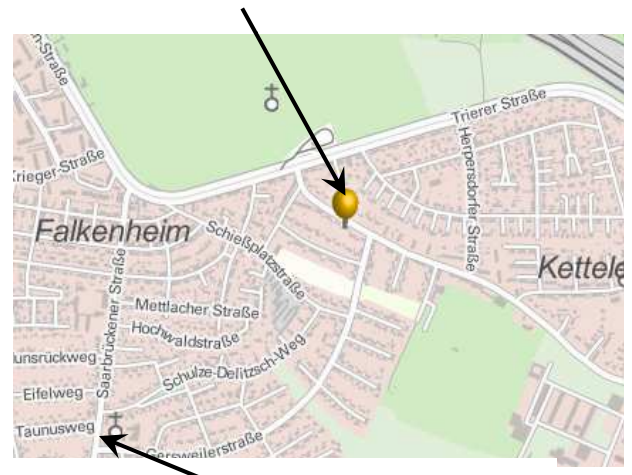 n-Straße
Trierer Straße
Herpersdorfer Straße
Krieger-Straße
Falkenheim
Schießplatzstraße
Kettele
Saarbrückener Straße
Mettlacher Straße
Hochwaldstraße
unsrückweg
Schulze-Delitzsch-Weg
Eifelweg
Taunusweg
Gersweilerstraße